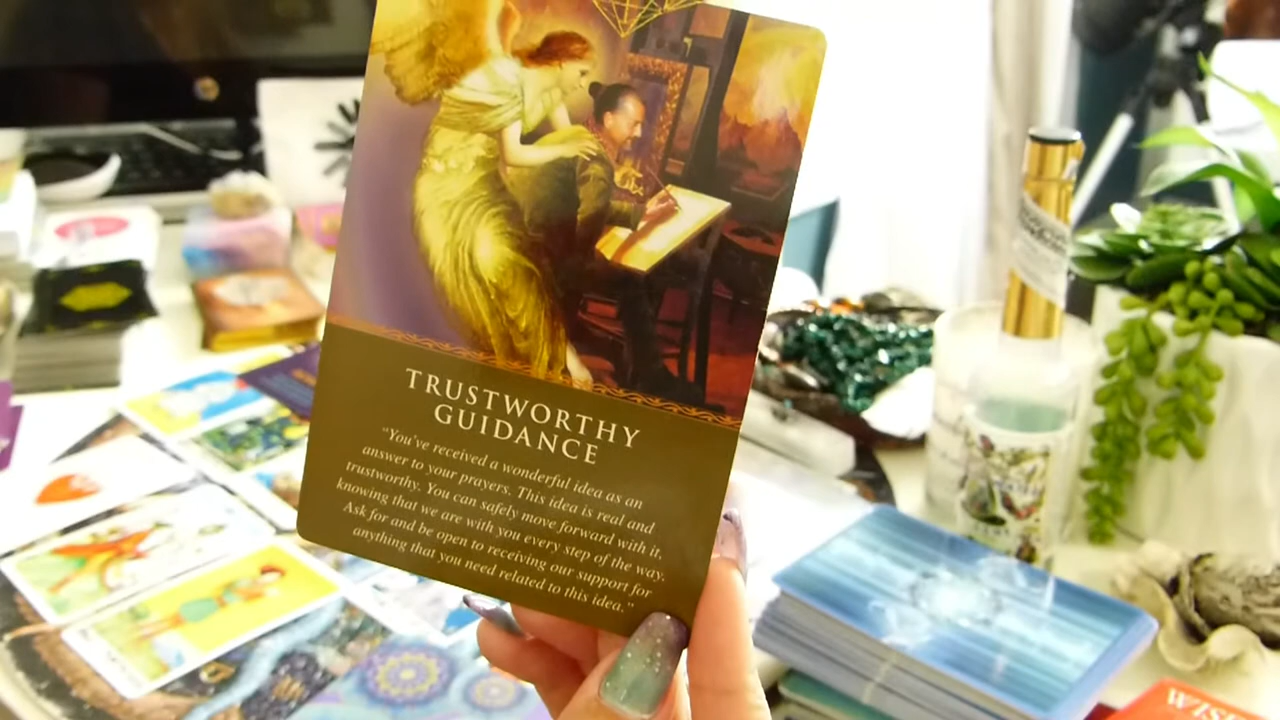 TRUSTWORTHY
GUIDANCE
"You've received a wonderful idea as an
answer to your prayers. This idea is real and
trustworthy. You can safely move forward with it,
knowing that we are with you every step of the way.
Ask for and be open to receiving our support for
anything that you need related to this idea."